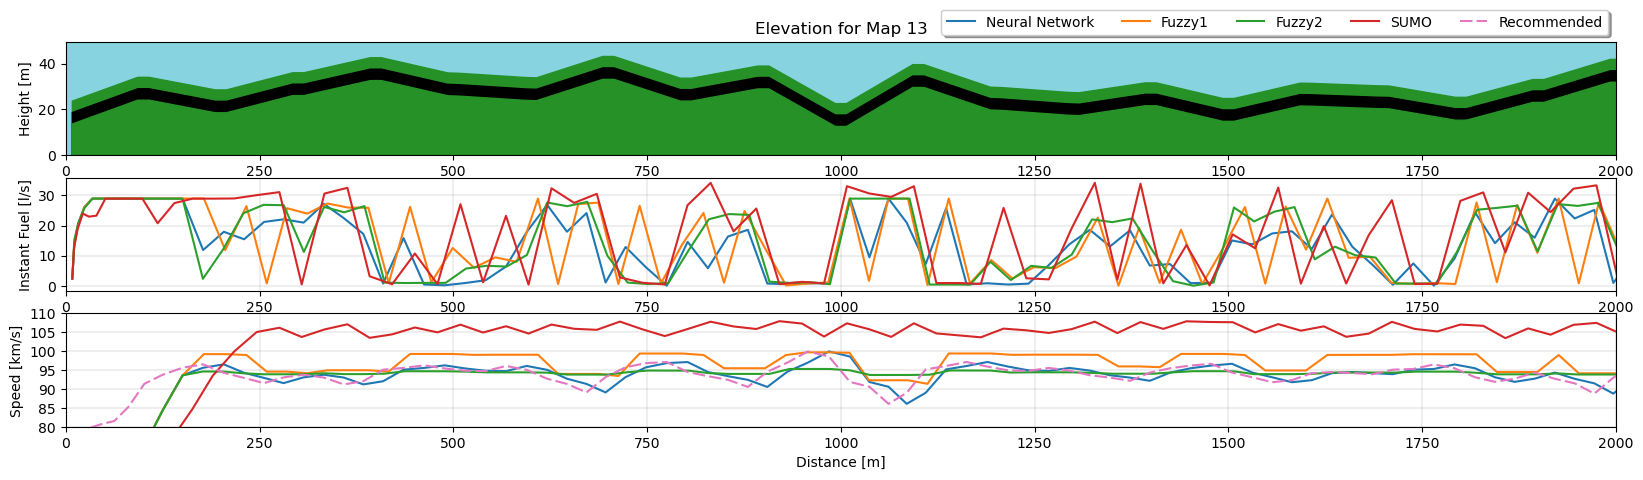 Elevation for Map 13
Neural Network Fuzzy1 Fuzzy2 SUMO Recommended
Height [m]
40
20
0
0 250 500 750 1000 1250 1500 1750 2000
Instant Fuel [l/s]
30
20
10
0
0 250 500 750 1000 1250 1500 1750 2000
Speed [km/s]
110
105
100
95
90
85
80
0 250 500 750 1000 1250 1500 1750 2000
Distance [m]